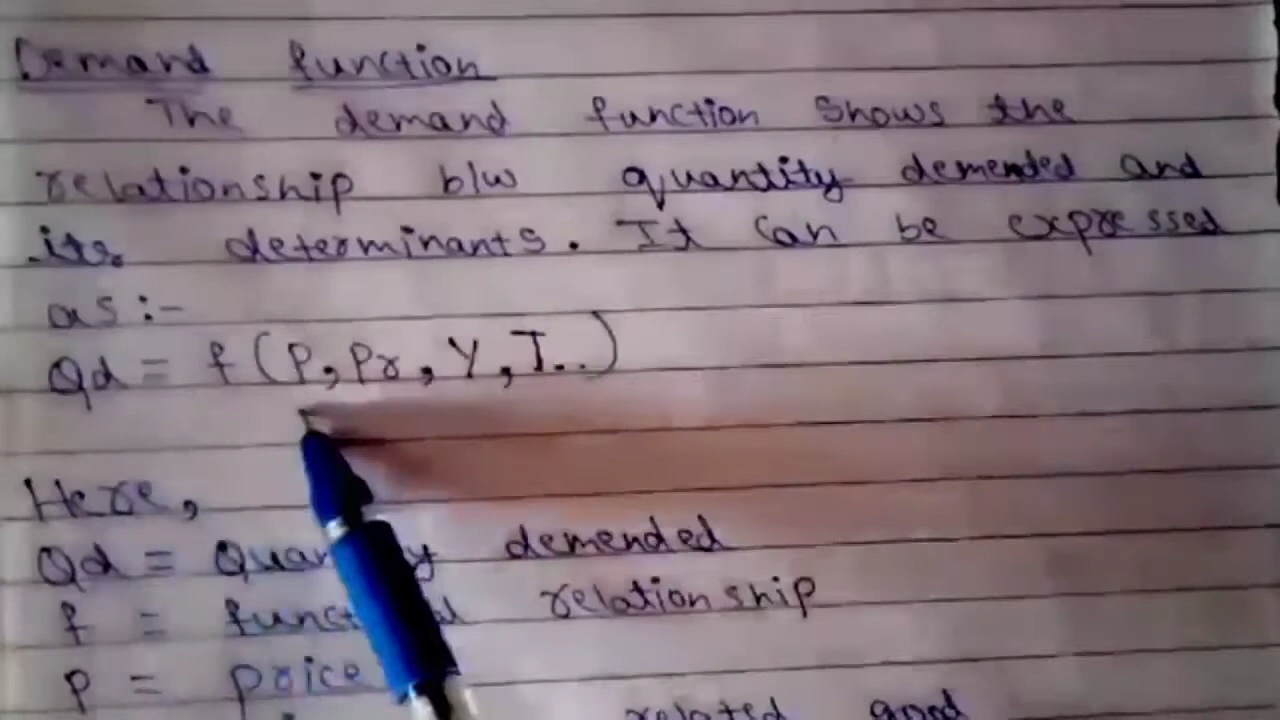 Demand function
The demand function shows the
relationship b/w quantity demended and
its determinants. It can be expressed
as :-
Qd = f (P, Pr, Y, T..)
Here,
Qd = Quan y demended
f = funct l relationship
P = price
related good